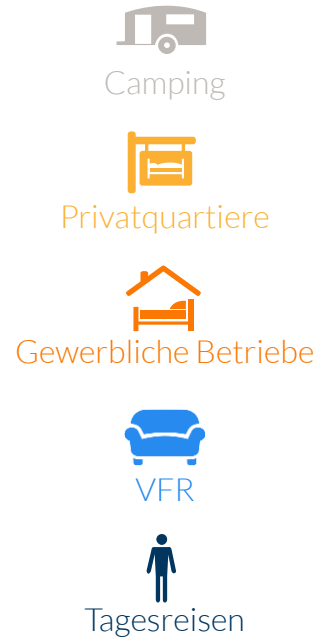 Camping
Privatquartiere
Gewerbliche Betriebe
VFR
Tagesreisen